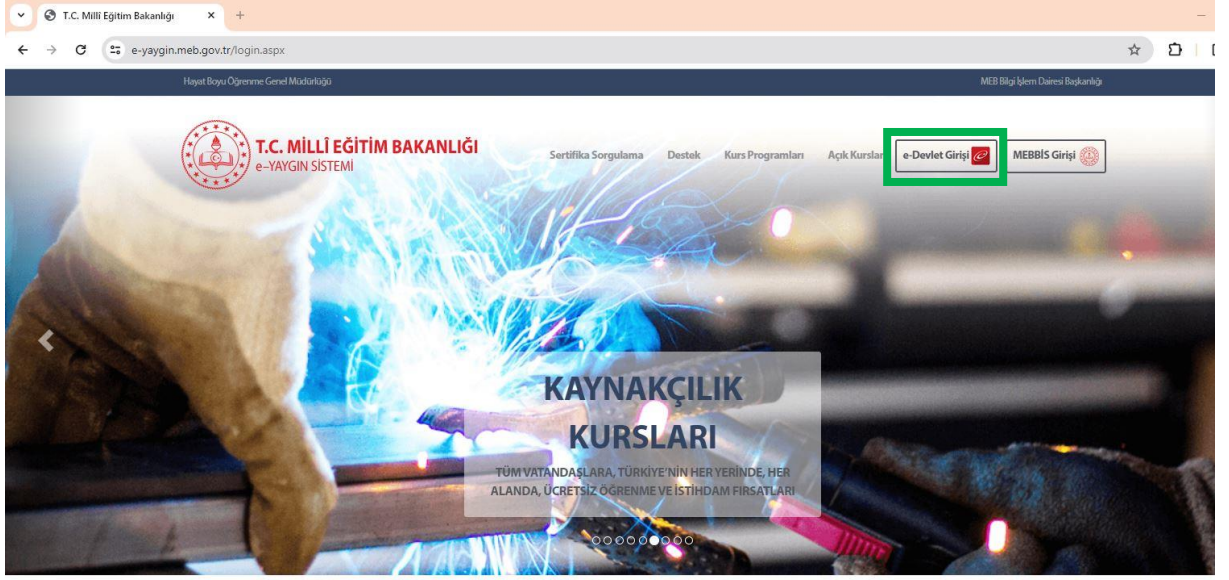 T.C. Millî Eğitim Bakanlığı
e-yaygin.meb.gov.tr/login.aspx
Hayat Boyu Öğrenme Genel Müdürlüğü
MEB Bilgi İşlem Dairesi Başkanlığı
T.C. MİLLÎ EĞİTİM BAKANLIĞI
e-YAYGIN SİSTEMİ
Sertifika Sorgulama Destek Kurs Programları Açık Kurslar e-Devlet Girişi MEBBİS Girişi
KAYNAKÇILIK
KURSLARI
TÜM VATANDAŞLARA, TÜRKİYE'NİN HER YERİNDE, HER
ALANDA, ÜCRETSİZ ÖĞRENME VE İSTİHDAM FIRSATLARI